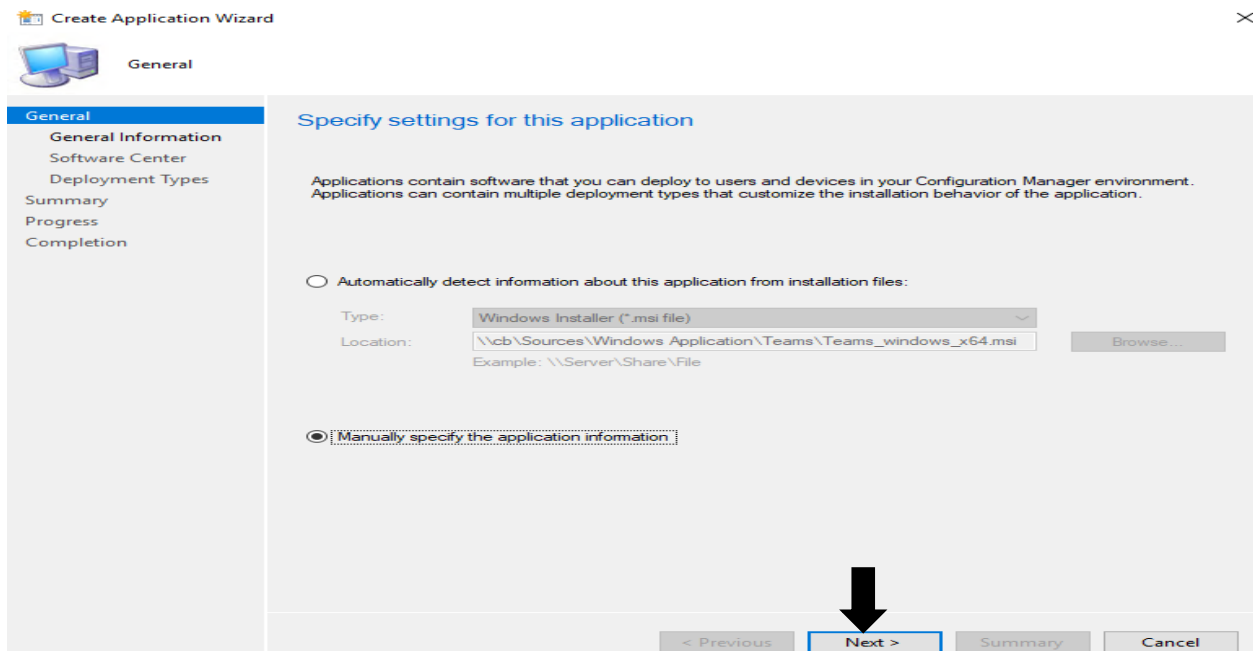 Create Application Wizard
General
General
General Information
Software Center
Deployment Types
Summary
Progress
Completion
Specify settings for this application
Applications contain software that you can deploy to users and devices in your Configuration Manager environment.
Applications can contain multiple deployment types that customize the installation behavior of the application.
Automatically detect information about this application from installation files:
Type: Windows Installer (*.msi file)
Location: \\cb\Sources\Windows Application\Teams\Teams_windows_x64.msi Browse...
Example: \\Server\Share\File
Manually specify the application information
< Previous Next > Summary Cancel